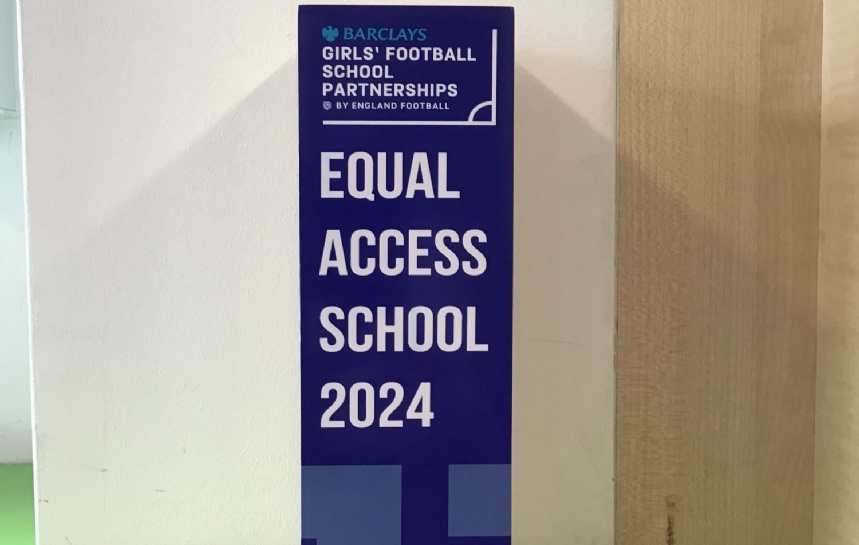 BARCLAYS
GIRLS' FOOTBALL
SCHOOL
PARTNERSHIPS
BY ENGLAND FOOTBALL
EQUAL
ACCESS
SCHOOL
2024